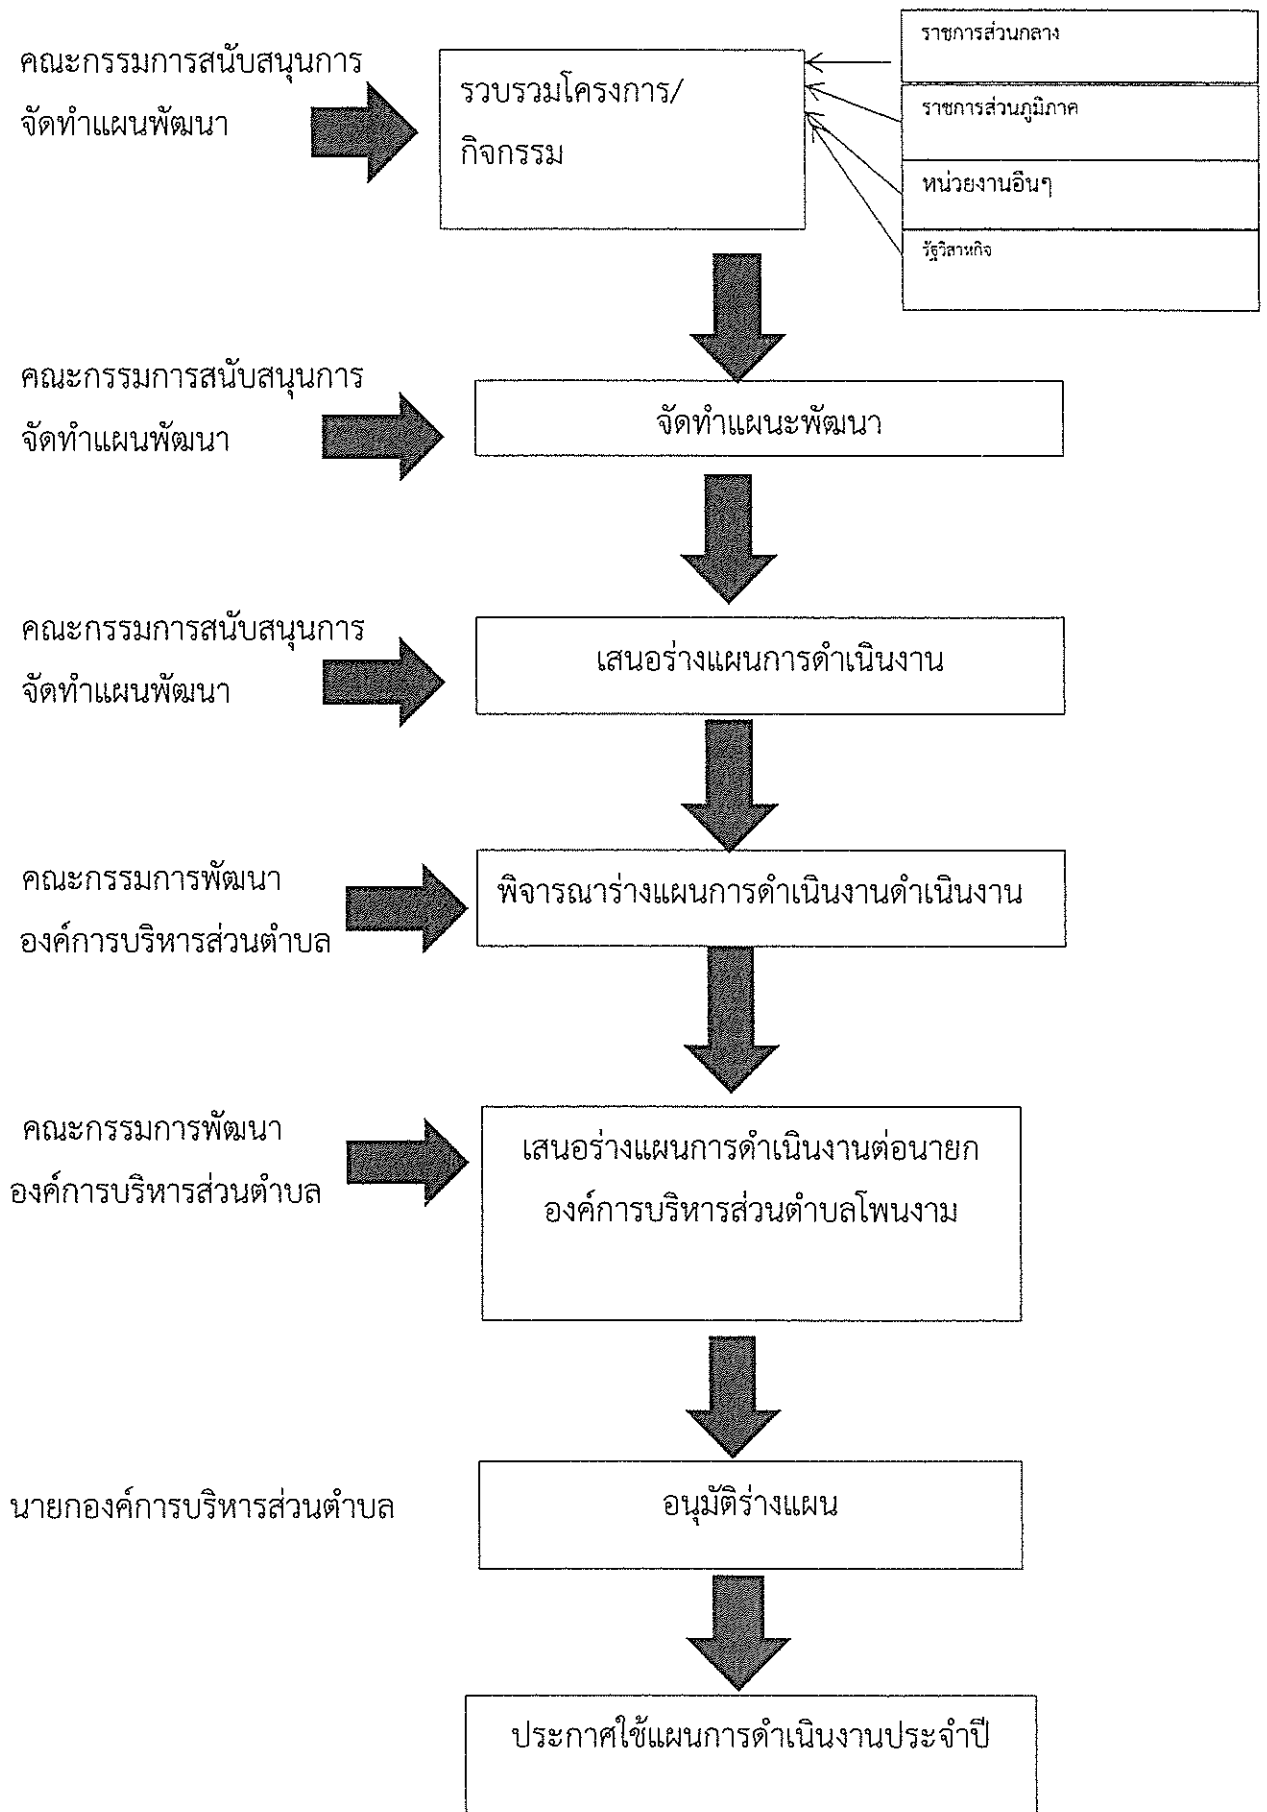 คณะกรรมการสนับสนุนการ
จัดทำแผนพัฒนา
รวบรวมโครงการ/
กิจกรรม
ราชการส่วนกลาง
ราชการส่วนภูมิภาค
หน่วยงานอื่นๆ
รัฐวิสาหกิจ
คณะกรรมการสนับสนุนการ
จัดทำแผนพัฒนา
จัดทำแผนะพัฒนา
คณะกรรมการสนับสนุนการ
จัดทำแผนพัฒนา
เสนอร่างแผนการดำเนินงาน
คณะกรรมการพัฒนา
องค์การบริหารส่วนตำบล
พิจารณาร่างแผนการดำเนินงานดำเนินงาน
คณะกรรมการพัฒนา
องค์การบริหารส่วนตำบล
เสนอร่างแผนการดำเนินงานต่อนายก
องค์การบริหารส่วนตำบลโพนงาม
นายกองค์การบริหารส่วนตำบล
อนุมัติร่างแผน
ประกาศใช้แผนการดำเนินงานประจำปี